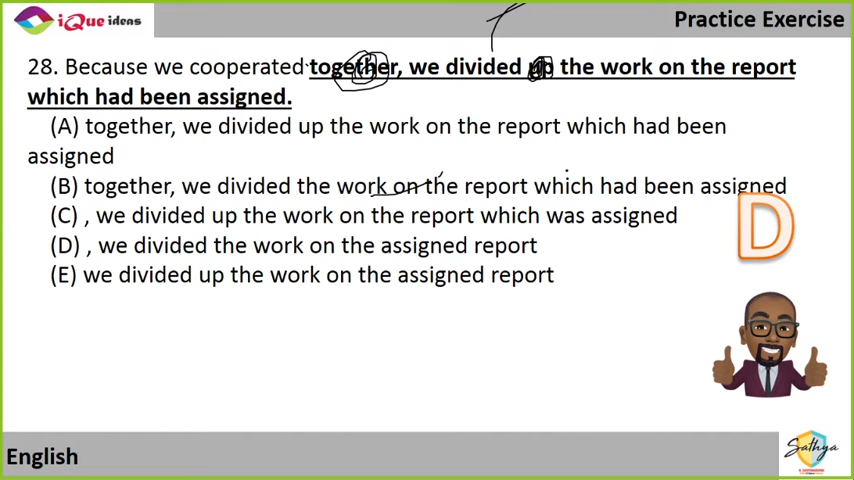 iQue ideas
Practice Exercise
28. Because we cooperated together, we divided up the work on the report
which had been assigned.
(A) together, we divided up the work on the report which had been
assigned
(B) together, we divided the work on the report which had been assigned
(C) , we divided up the work on the report which was assigned
(D) , we divided the work on the assigned report
(E) we divided up the work on the assigned report
D
English
Sathya